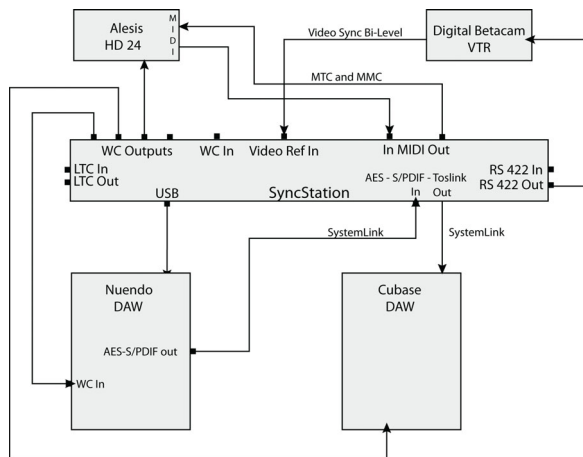 Alesis
HD 24
MIDI
Video Sync Bi-Level
Digital Betacam
VTR
MTC and MMC
WC Outputs
WC In
Video Ref In
In MIDI Out
LTC In
LTC Out
RS 422 In
RS 422 Out
USB
SyncStation
AES - S/PDIF - Toslink
In
Out
SystemLink
SystemLink
Nuendo
DAW
Cubase
DAW
AES-S/PDIF out
WC In